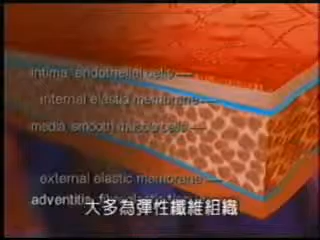 intima endothelial cells
internal elastic membrane
media smooth muscle cells
external elastic membrane
adventitia
大多為彈性纖維組織